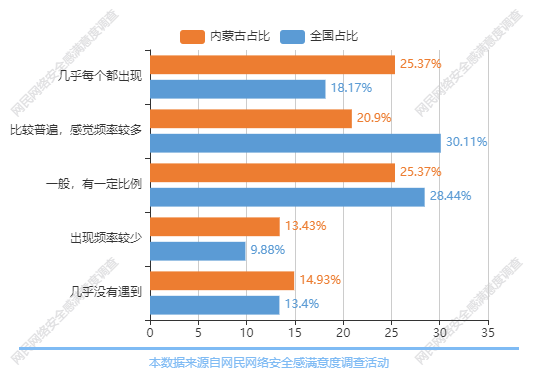 内蒙古占比 全国占比
几乎每个都出现 25.37% 18.17%
比较普遍，感觉频率较多 20.9% 30.11%
一般，有一定比例 25.37% 28.44%
出现频率较少 13.43% 9.88%
几乎没有遇到 14.93% 13.4%
0 5 10 15 20 25 30 35
本数据来源自网民网络安全感满意度调查活动
网民网络安全感满意度调查
网民网络安全感满意度调查
网民网络安全感满意度调查
网民网络安全感满意度调查